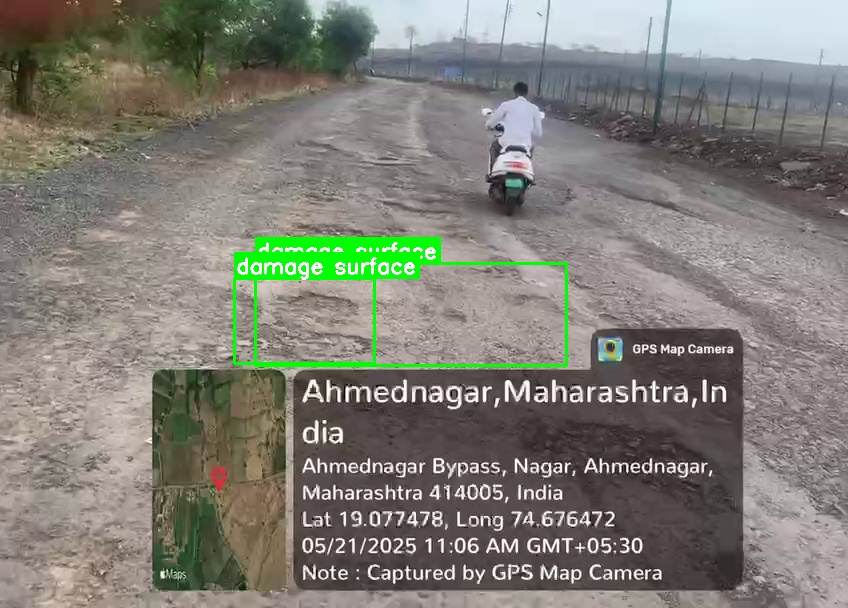 damage surface
damage surface
GPS Map Camera
Ahmednagar,Maharashtra,In
dia
Ahmednagar Bypass, Nagar, Ahmednagar,
Maharashtra 414005, India
Lat 19.077478, Long 74.676472
05/21/2025 11:06 AM GMT+05:30
Note : Captured by GPS Map Camera
Maps